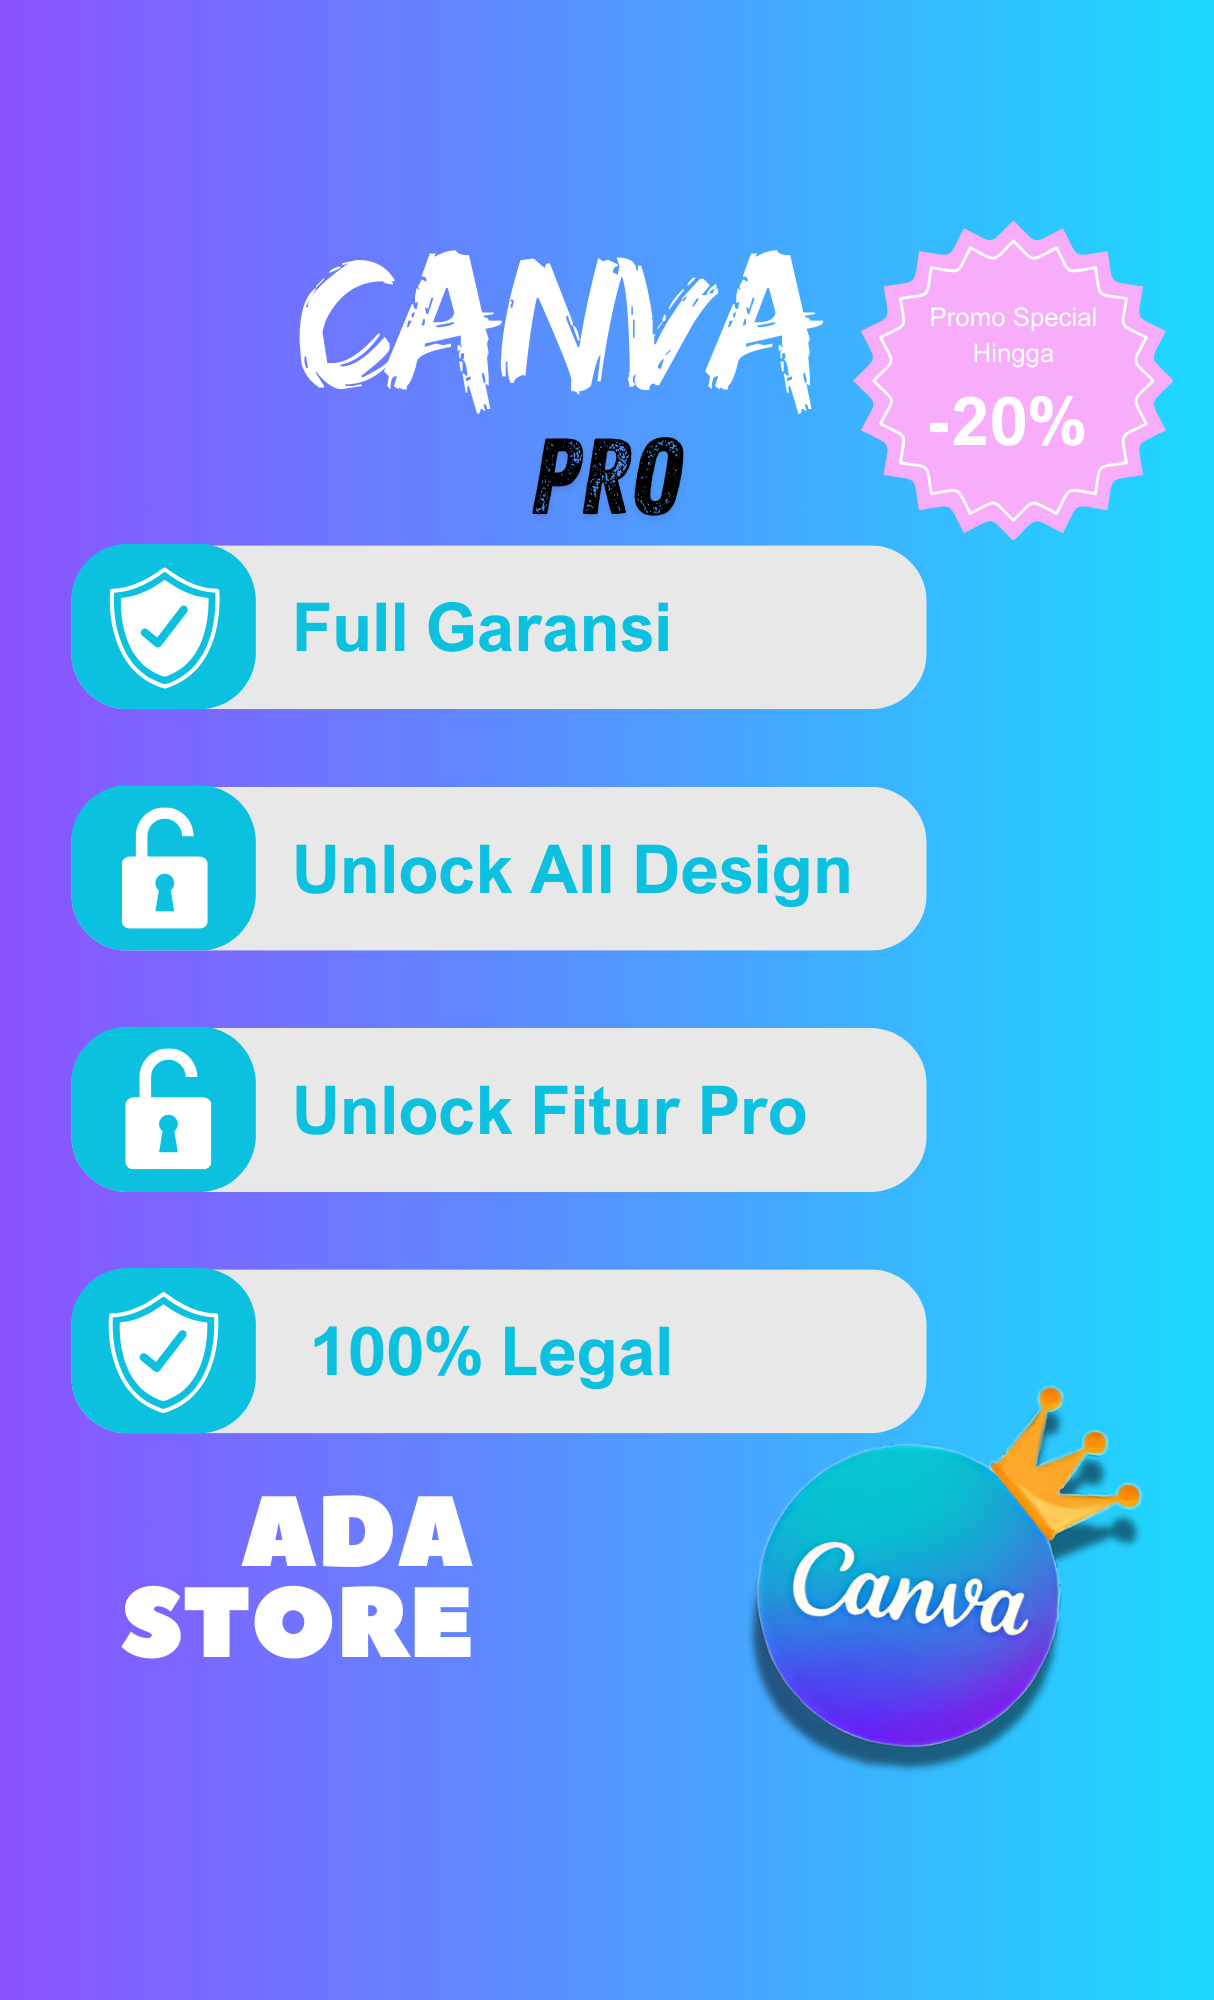 CANVA
PRO
Promo Special
Hingga
-20%
Full Garansi
Unlock All Design
Unlock Fitur Pro
100% Legal
ADA
STORE
Canva